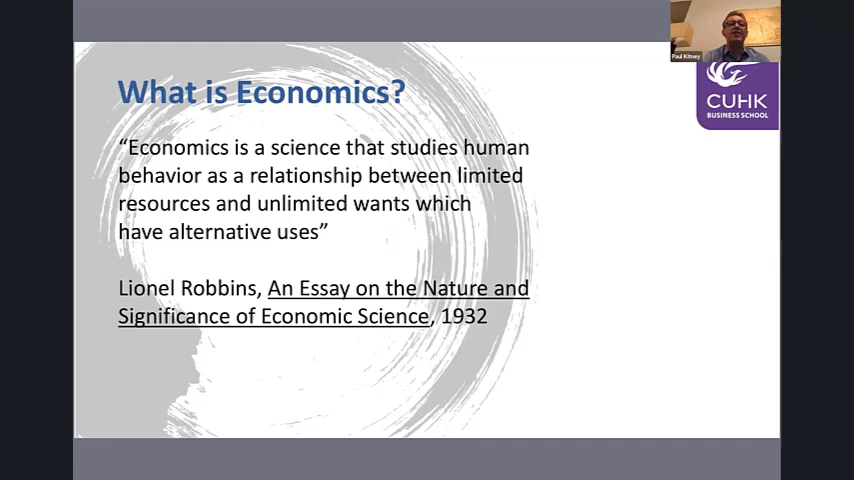 Paul Kitney
What is Economics?
CUHK
BUSINESS SCHOOL
“Economics is a science that studies human
behavior as a relationship between limited
resources and unlimited wants which
have alternative uses”
Lionel Robbins, An Essay on the Nature and
Significance of Economic Science, 1932